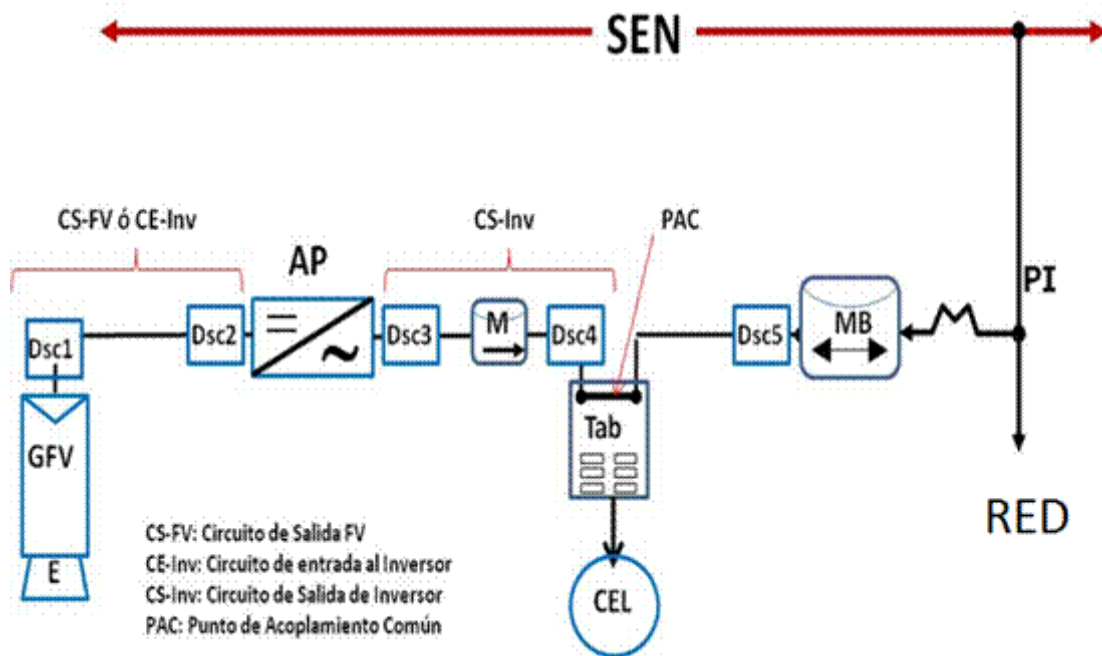 SEN
CS-FV ó CE-Inv
CS-Inv
PAC
AP
PI
Dsc1
Dsc2
Dsc3
M
Dsc4
Dsc5
MB
GFV
Tab
RED
E
CEL
CS-FV: Circuito de Salida FV
CE-Inv: Circuito de entrada al Inversor
CS-Inv: Circuito de Salida de Inversor
PAC: Punto de Acoplamiento Común